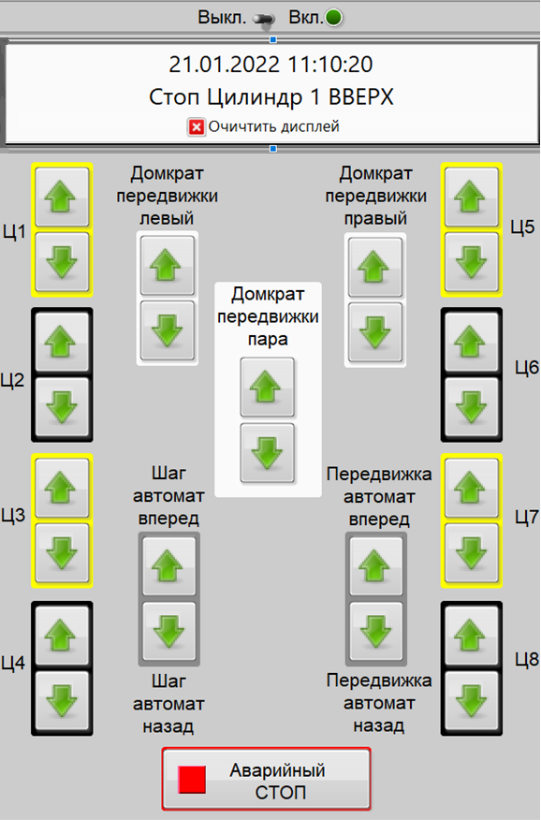 Выкл. Вкл.
21.01.2022 11:10:20
Стоп Цилиндр 1 ВВЕРХ
Очичтить дисплей
Домкрат
передвижки
левый
Домкрат
передвижки
правый
Ц1
Ц5
Домкрат
передвижки
пара
Ц2
Ц6
Шаг
автомат
вперед
Передвижка
автомат
вперед
Ц3
Ц7
Ц4
Ц8
Шаг
автомат
назад
Передвижка
автомат
назад
Аварийный
СТОП